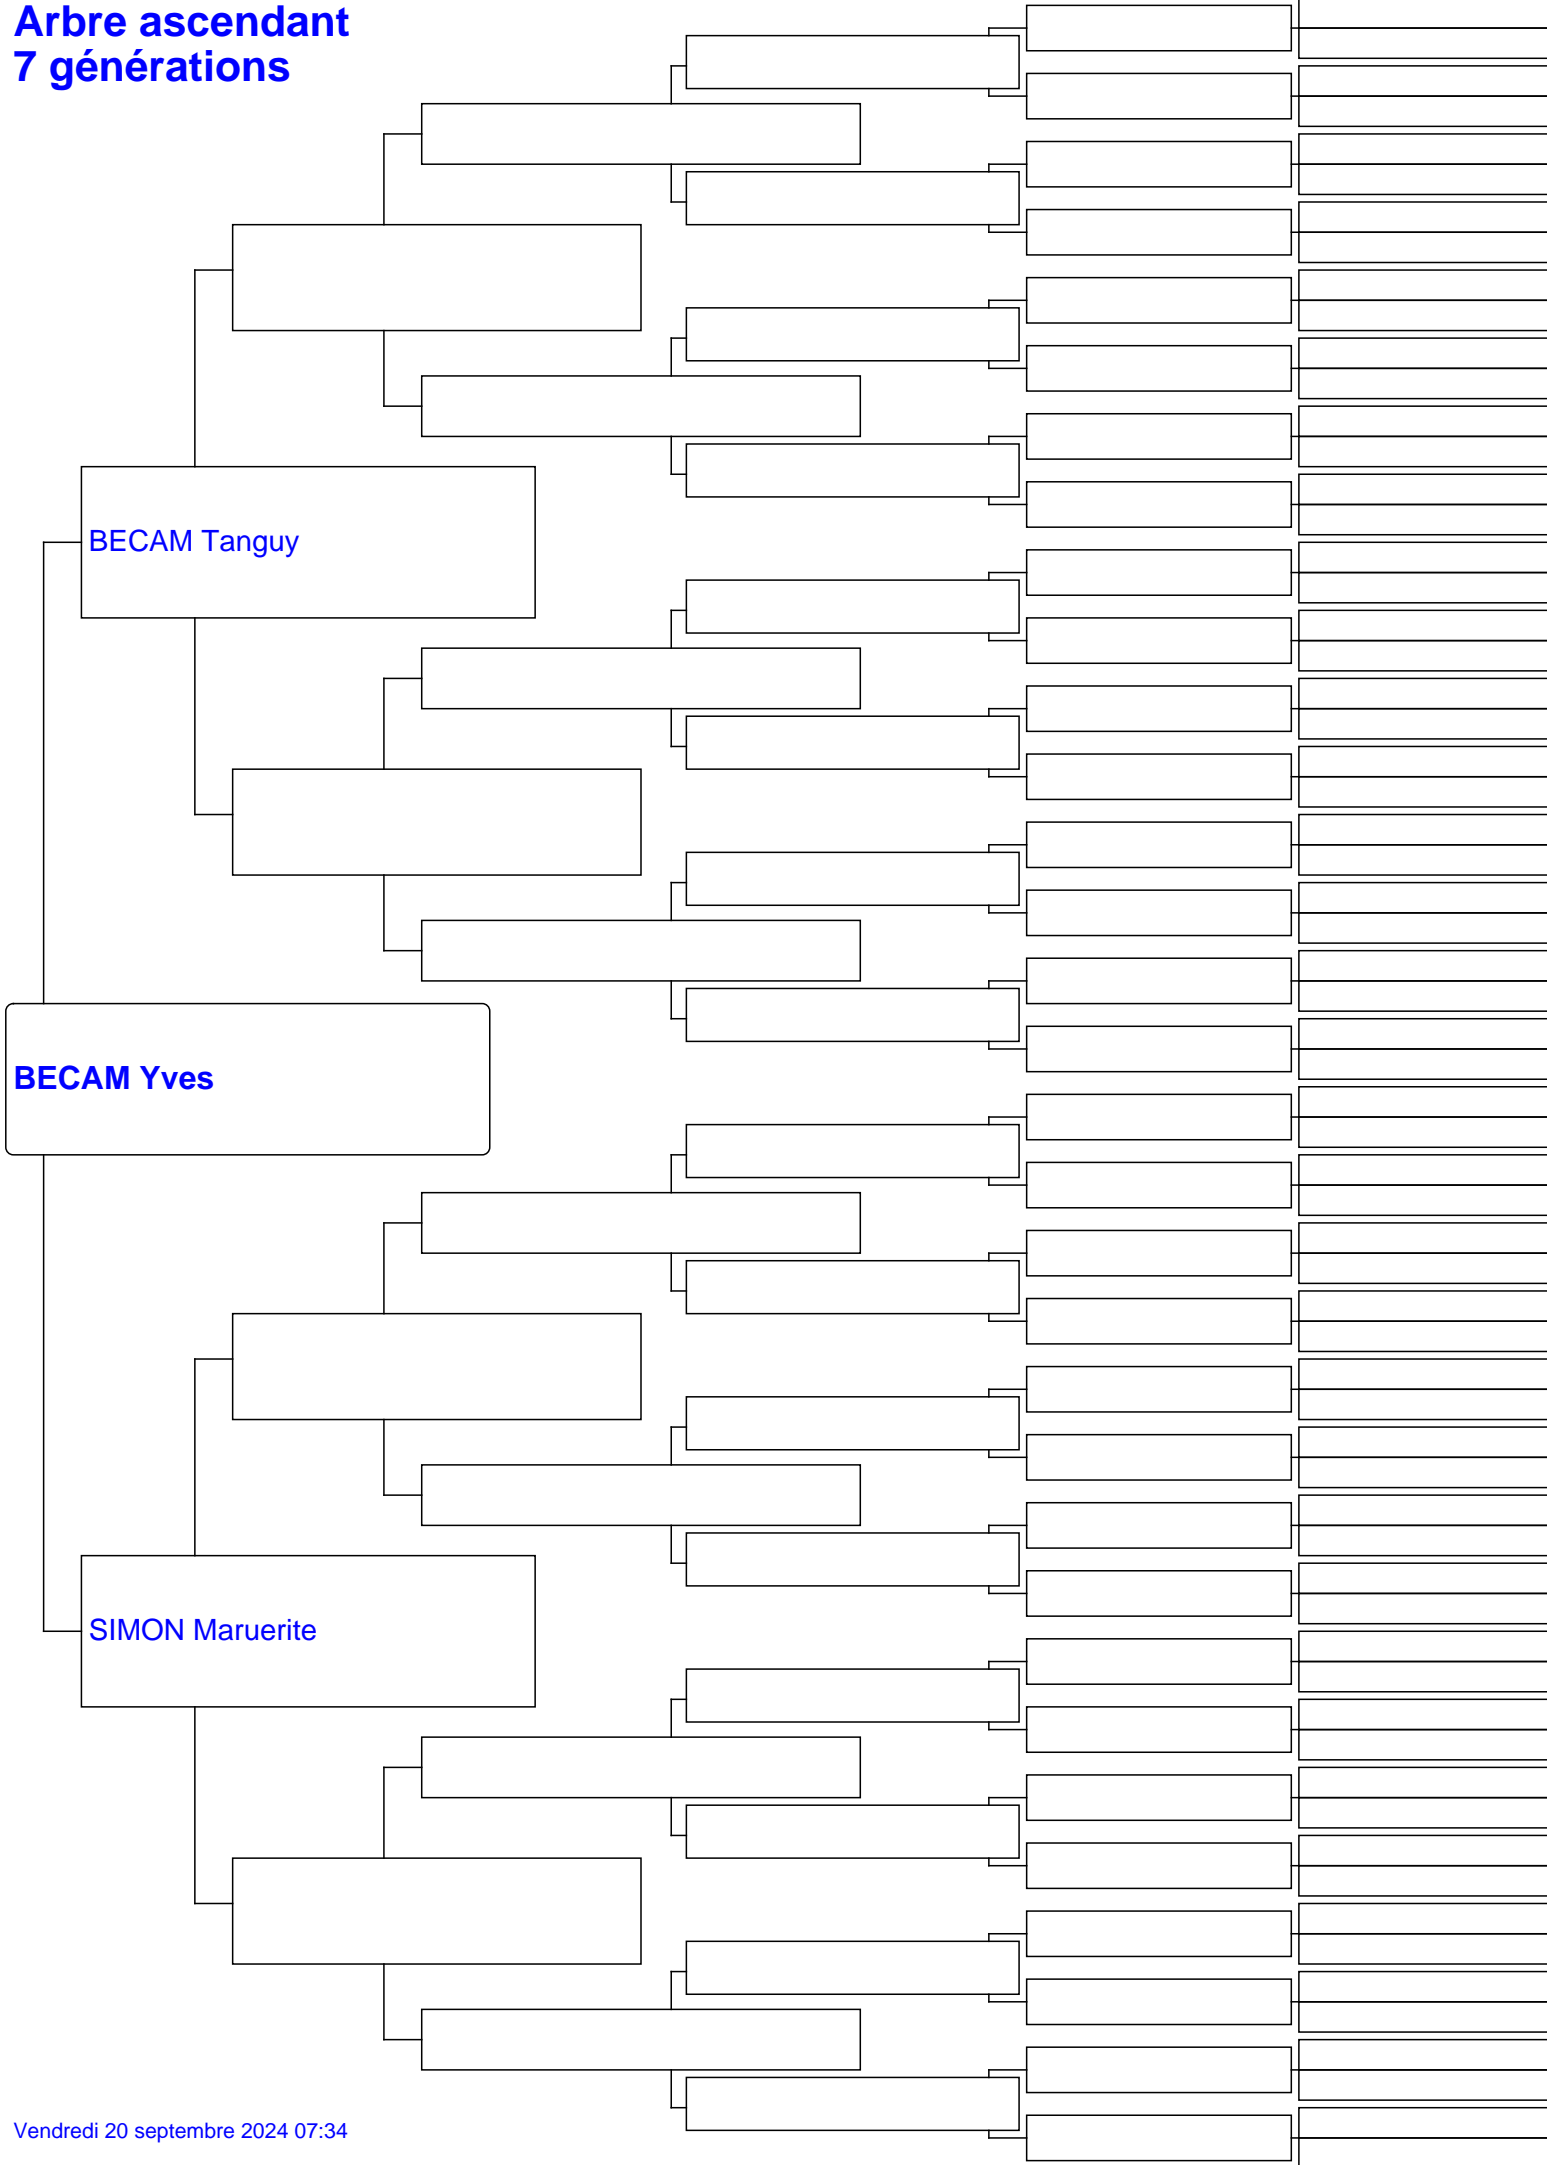 Arbre ascendant
7 générations
BECAM Tanguy
BECAM Yves
SIMON Maruerite
Vendredi 20 septembre 2024 07:34